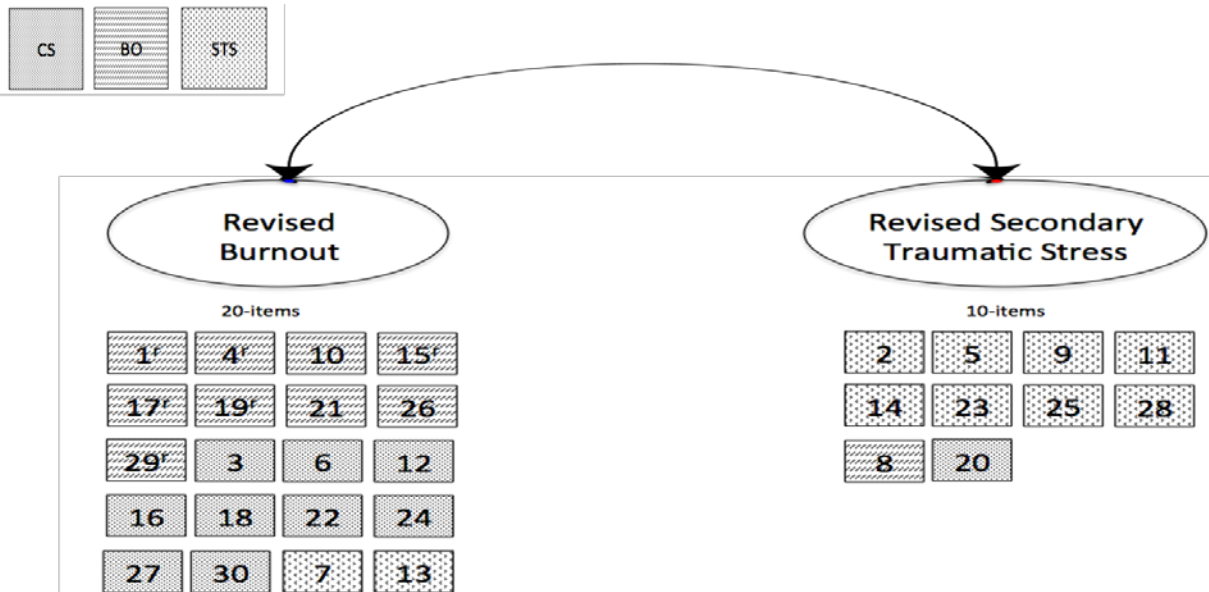 CS BO STS
Revised
Burnout
Revised Secondary
Traumatic Stress
20-items
10-items
1ʳ 4ʳ 10 15ʳ
2 5 9 11
17ʳ 19ʳ 21 26
14 23 25 28
29ʳ 3 6 12
8 20
16 18 22 24
27 30 7 13